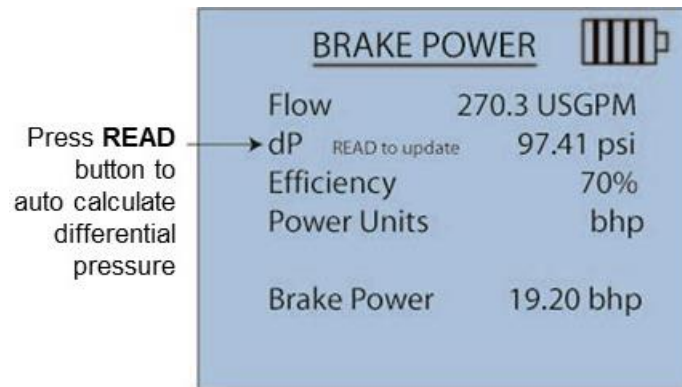 BRAKE POWER
Flow 270.3 USGPM
Press READ
button to
auto calculate
differential
pressure
dP READ to update 97.41 psi
Efficiency 70%
Power Units bhp
Brake Power 19.20 bhp